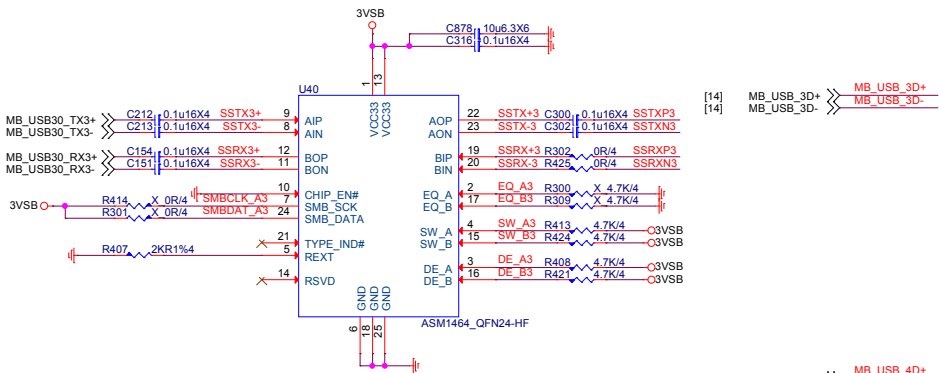 3VSB
C878 10u6.3X6
C316 0.1u16X4
U40
1
13
VCC33
VCC33
[14] MB_USB_3D+ MB_USB_3D+
[14] MB_USB_3D- MB_USB_3D-
MB_USB30_TX3+ C212 0.1u16X4 SSTX3+ 9 AIP
MB_USB30_TX3- C213 0.1u16X4 SSTX3- 8 AIN
AOP 22 SSTX+3 C300 0.1u16X4 SSTXP3
AON 23 SSTX-3 C302 0.1u16X4 SSTXN3
MB_USB30_RX3+ C154 0.1u16X4 SSRX3+ 12 BOP
MB_USB30_RX3- C151 0.1u16X4 SSRX3- 11 BON
BIP 19 SSRX+3 R302 0R/4 SSRXP3
BIN 20 SSRX-3 R425 0R/4 SSRXN3
10 CHIP_EN#
3VSB R414 X_0R/4 SMBCLK_A3 7 SMB_SCK
R301 X_0R/4 SMBDAT_A3 24 SMB_DATA
EQ_A 2 EQ_A3 R300 X_4.7K/4
EQ_B 17 EQ_B3 R309 X_4.7K/4
SW_A 4 SW_A3 R413 4.7K/4 3VSB
SW_B 15 SW_B3 R424 4.7K/4 3VSB
21 TYPE_IND#
R407 2KR1%4 5 REXT
DE_A 3 DE_A3 R408 4.7K/4 3VSB
DE_B 16 DE_B3 R421 4.7K/4 3VSB
14 RSVD
GND
GND
GND
6
18
25
ASM1464_QFN24-HF
MB_USB_4D+